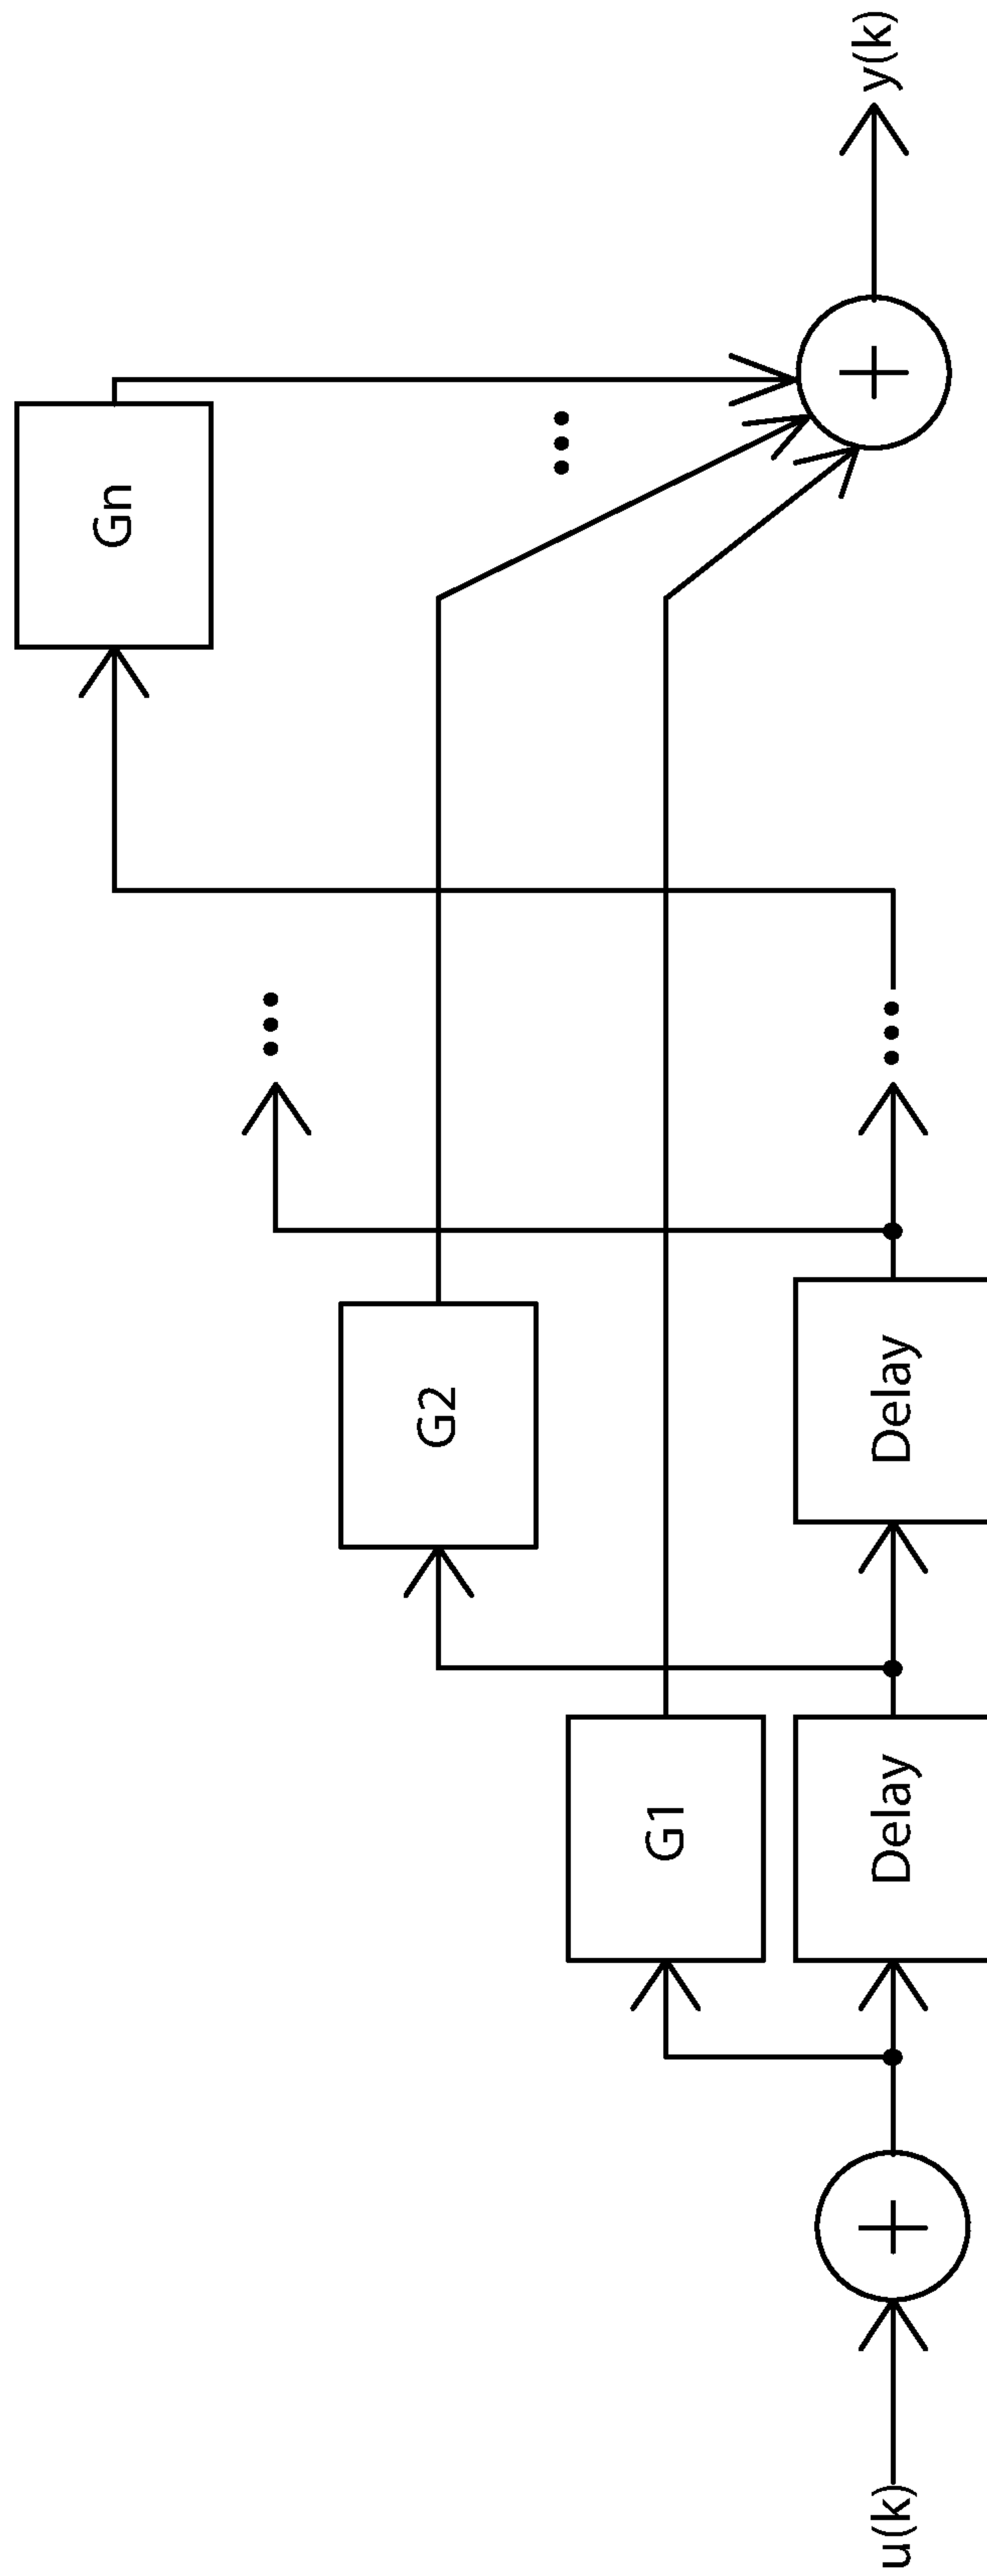 u(k)
+
G1
Delay
G2
Delay
...
...
Gn
...
+
y(k)